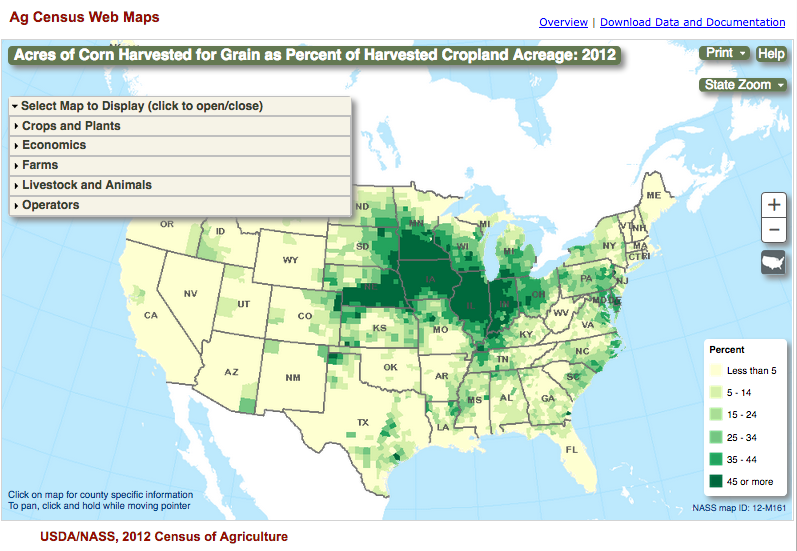 Ag Census Web Maps
Overview | Download Data and Documentation
Acres of Corn Harvested for Grain as Percent of Harvested Cropland Acreage: 2012
Print
Help
State Zoom
Select Map to Display (click to open/close)
Crops and Plants
Economics
Farms
Livestock and Animals
Operators
+
−
ME
ND
MN
MI
VT
NH
OR
ID
SD
WI
MI
NY
MA
CT
RI
WY
IA
PA
NJ
NV
NE
OH
MD
DE
UT
IL
IN
WV
CA
CO
KS
MO
KY
VA
TN
NC
AZ
NM
OK
AR
SC
MS
AL
GA
TX
LA
FL
Percent
Less than 5
5 - 14
15 - 24
25 - 34
35 - 44
45 or more
Click on map for county specific information
To pan, click and hold while moving pointer
NASS map ID: 12-M161
USDA/NASS, 2012 Census of Agriculture